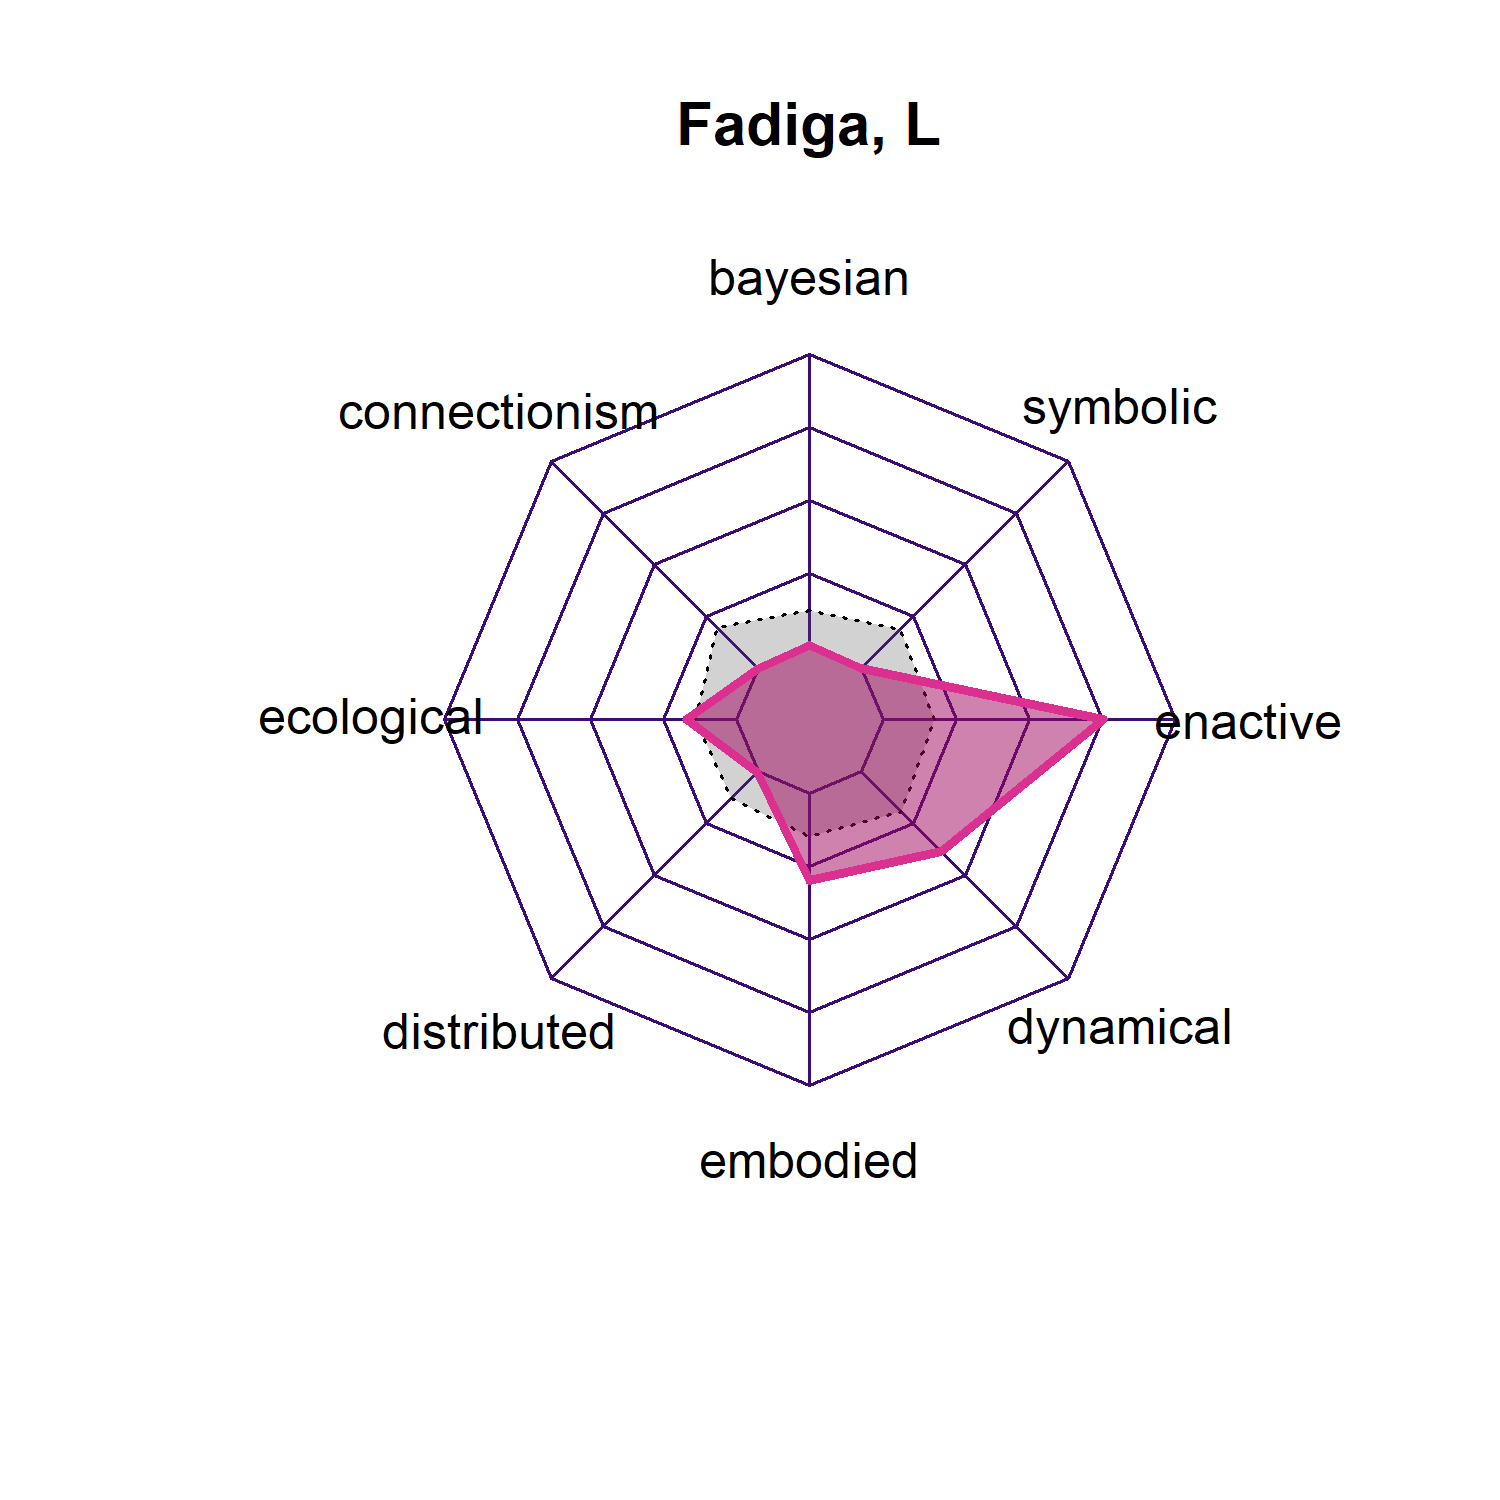 Fadiga, L
bayesian
symbolic
connectionism
ecological
enactive
distributed
dynamical
embodied